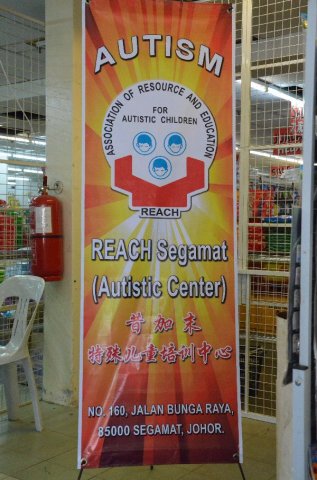 AUTISM
ASSOCIATION OF RESOURCE AND EDUCATION
FOR
AUTISTIC CHILDREN
REACH
REACH Segamat
(Autistic Center)
昔加末
特殊儿童培训中心
NO. 160, JALAN BUNGA RAYA,
85000 SEGAMAT, JOHOR.